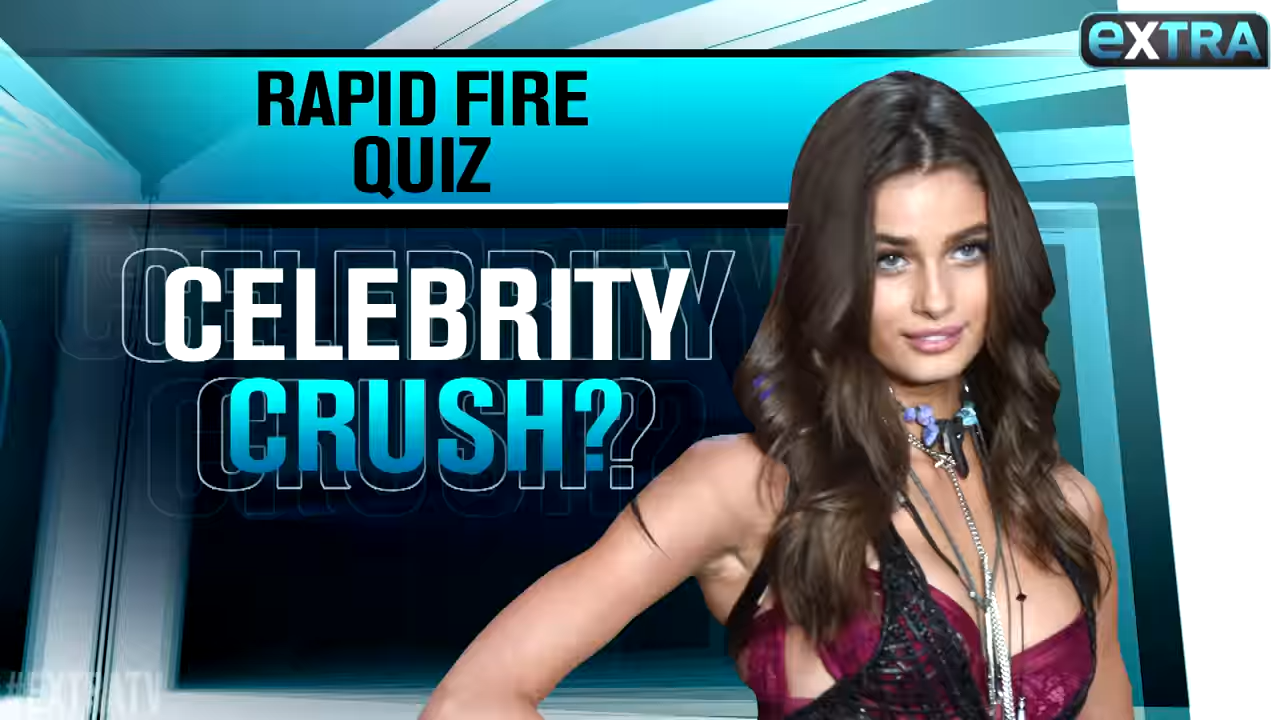 eXTRA
RAPID FIRE
QUIZ
CELEBRITY
CRUSH?
#EXTRATV